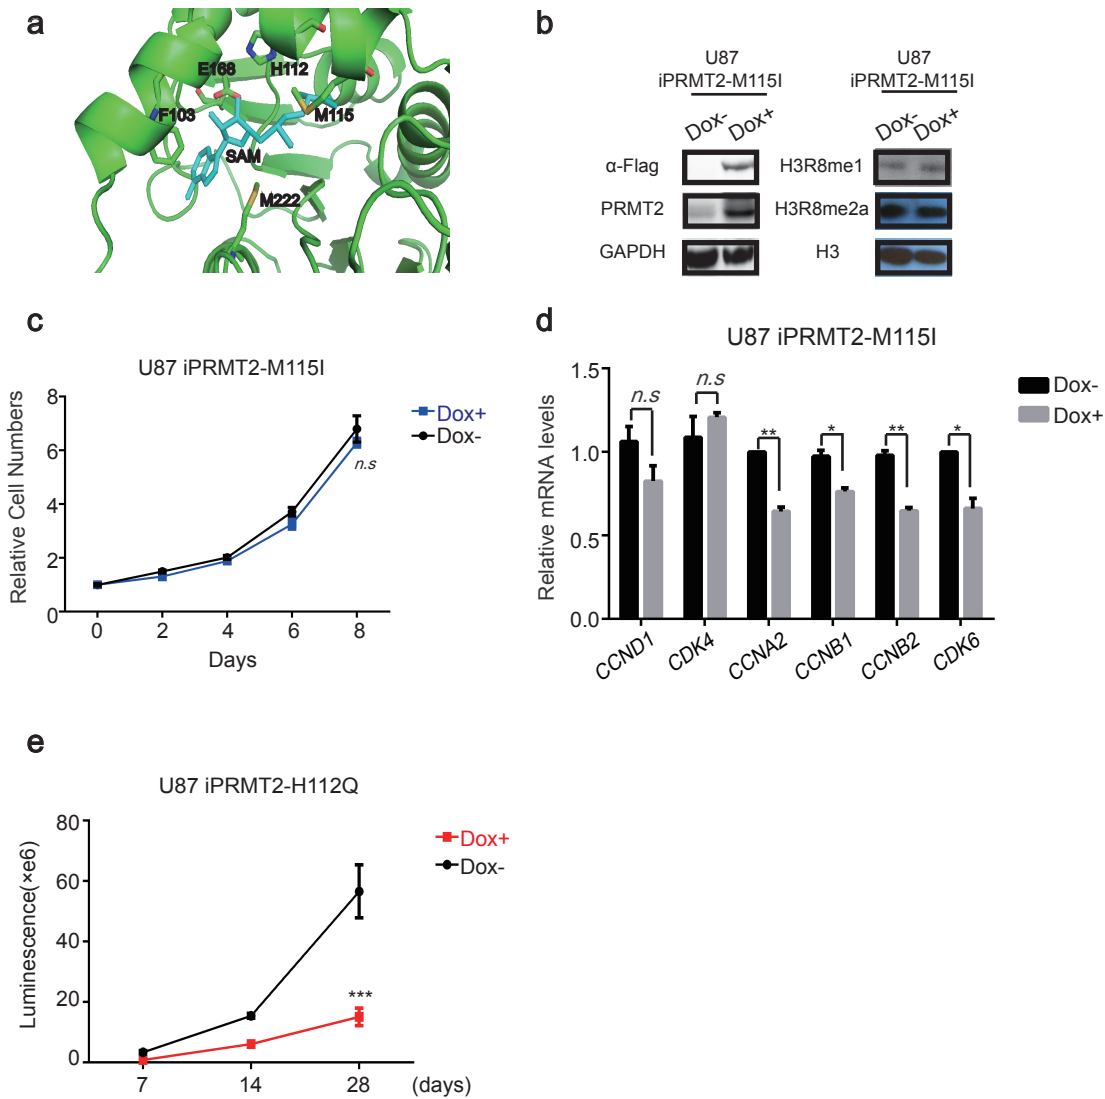 a
E168
H112
F103
M115
SAM
M222
b
U87
iPRMT2-M115I
U87
iPRMT2-M115I
Dox- Dox+
Dox- Dox+
α-Flag
H3R8me1
PRMT2
H3R8me2a
GAPDH
H3
c
U87 iPRMT2-M115I
Relative Cell Numbers
8
6
4
2
0
0 2 4 6 8
Days
Dox+
Dox-
n.s
d
U87 iPRMT2-M115I
Relative mRNA levels
1.5
1.0
0.5
0.0
n.s
n.s
**
*
**
*
Dox-
Dox+
CCND1
CDK4
CCNA2
CCNB1
CCNB2
CDK6
e
U87 iPRMT2-H112Q
Luminescence(×e6)
80
60
40
20
0
7 14 28 (days)
***
Dox+
Dox-